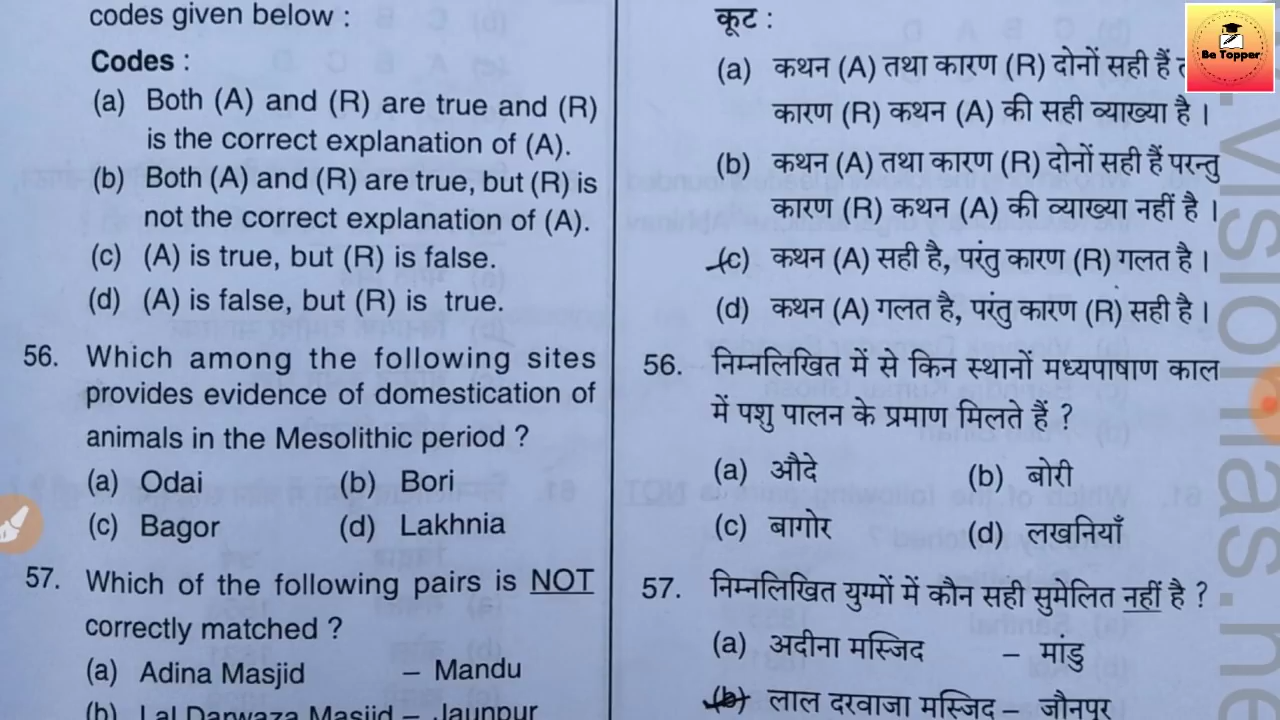 codes given below :
Codes :
(a) Both (A) and (R) are true and (R)
is the correct explanation of (A).
(b) Both (A) and (R) are true, but (R) is
not the correct explanation of (A).
(c) (A) is true, but (R) is false.
(d) (A) is false, but (R) is true.
56. Which among the following sites
provides evidence of domestication of
animals in the Mesolithic period ?
(a) Odai (b) Bori
(c) Bagor (d) Lakhnia
57. Which of the following pairs is NOT
correctly matched ?
(a) Adina Masjid – Mandu
(b) Lal Darwaza Masjid – Jaunpur
कूट :
(a) कथन (A) तथा कारण (R) दोनों सही हैं
कारण (R) कथन (A) की सही व्याख्या है ।
(b) कथन (A) तथा कारण (R) दोनों सही हैं परन्तु
कारण (R) कथन (A) की व्याख्या नहीं है ।
(c) कथन (A) सही है, परंतु कारण (R) गलत है ।
(d) कथन (A) गलत है, परंतु कारण (R) सही है ।
56. निम्नलिखित में से किन स्थानों मध्यपाषाण काल
में पशु पालन के प्रमाण मिलते हैं ?
(a) औदे (b) बोरी
(c) बागोर (d) लखनियाँ
57. निम्नलिखित युग्मों में कौन सही सुमेलित नहीं है ?
(a) अदीना मस्जिद – मांडु
(b) लाल दरवाजा मस्जिद – जौनपुर
Be Topper
visionias.me